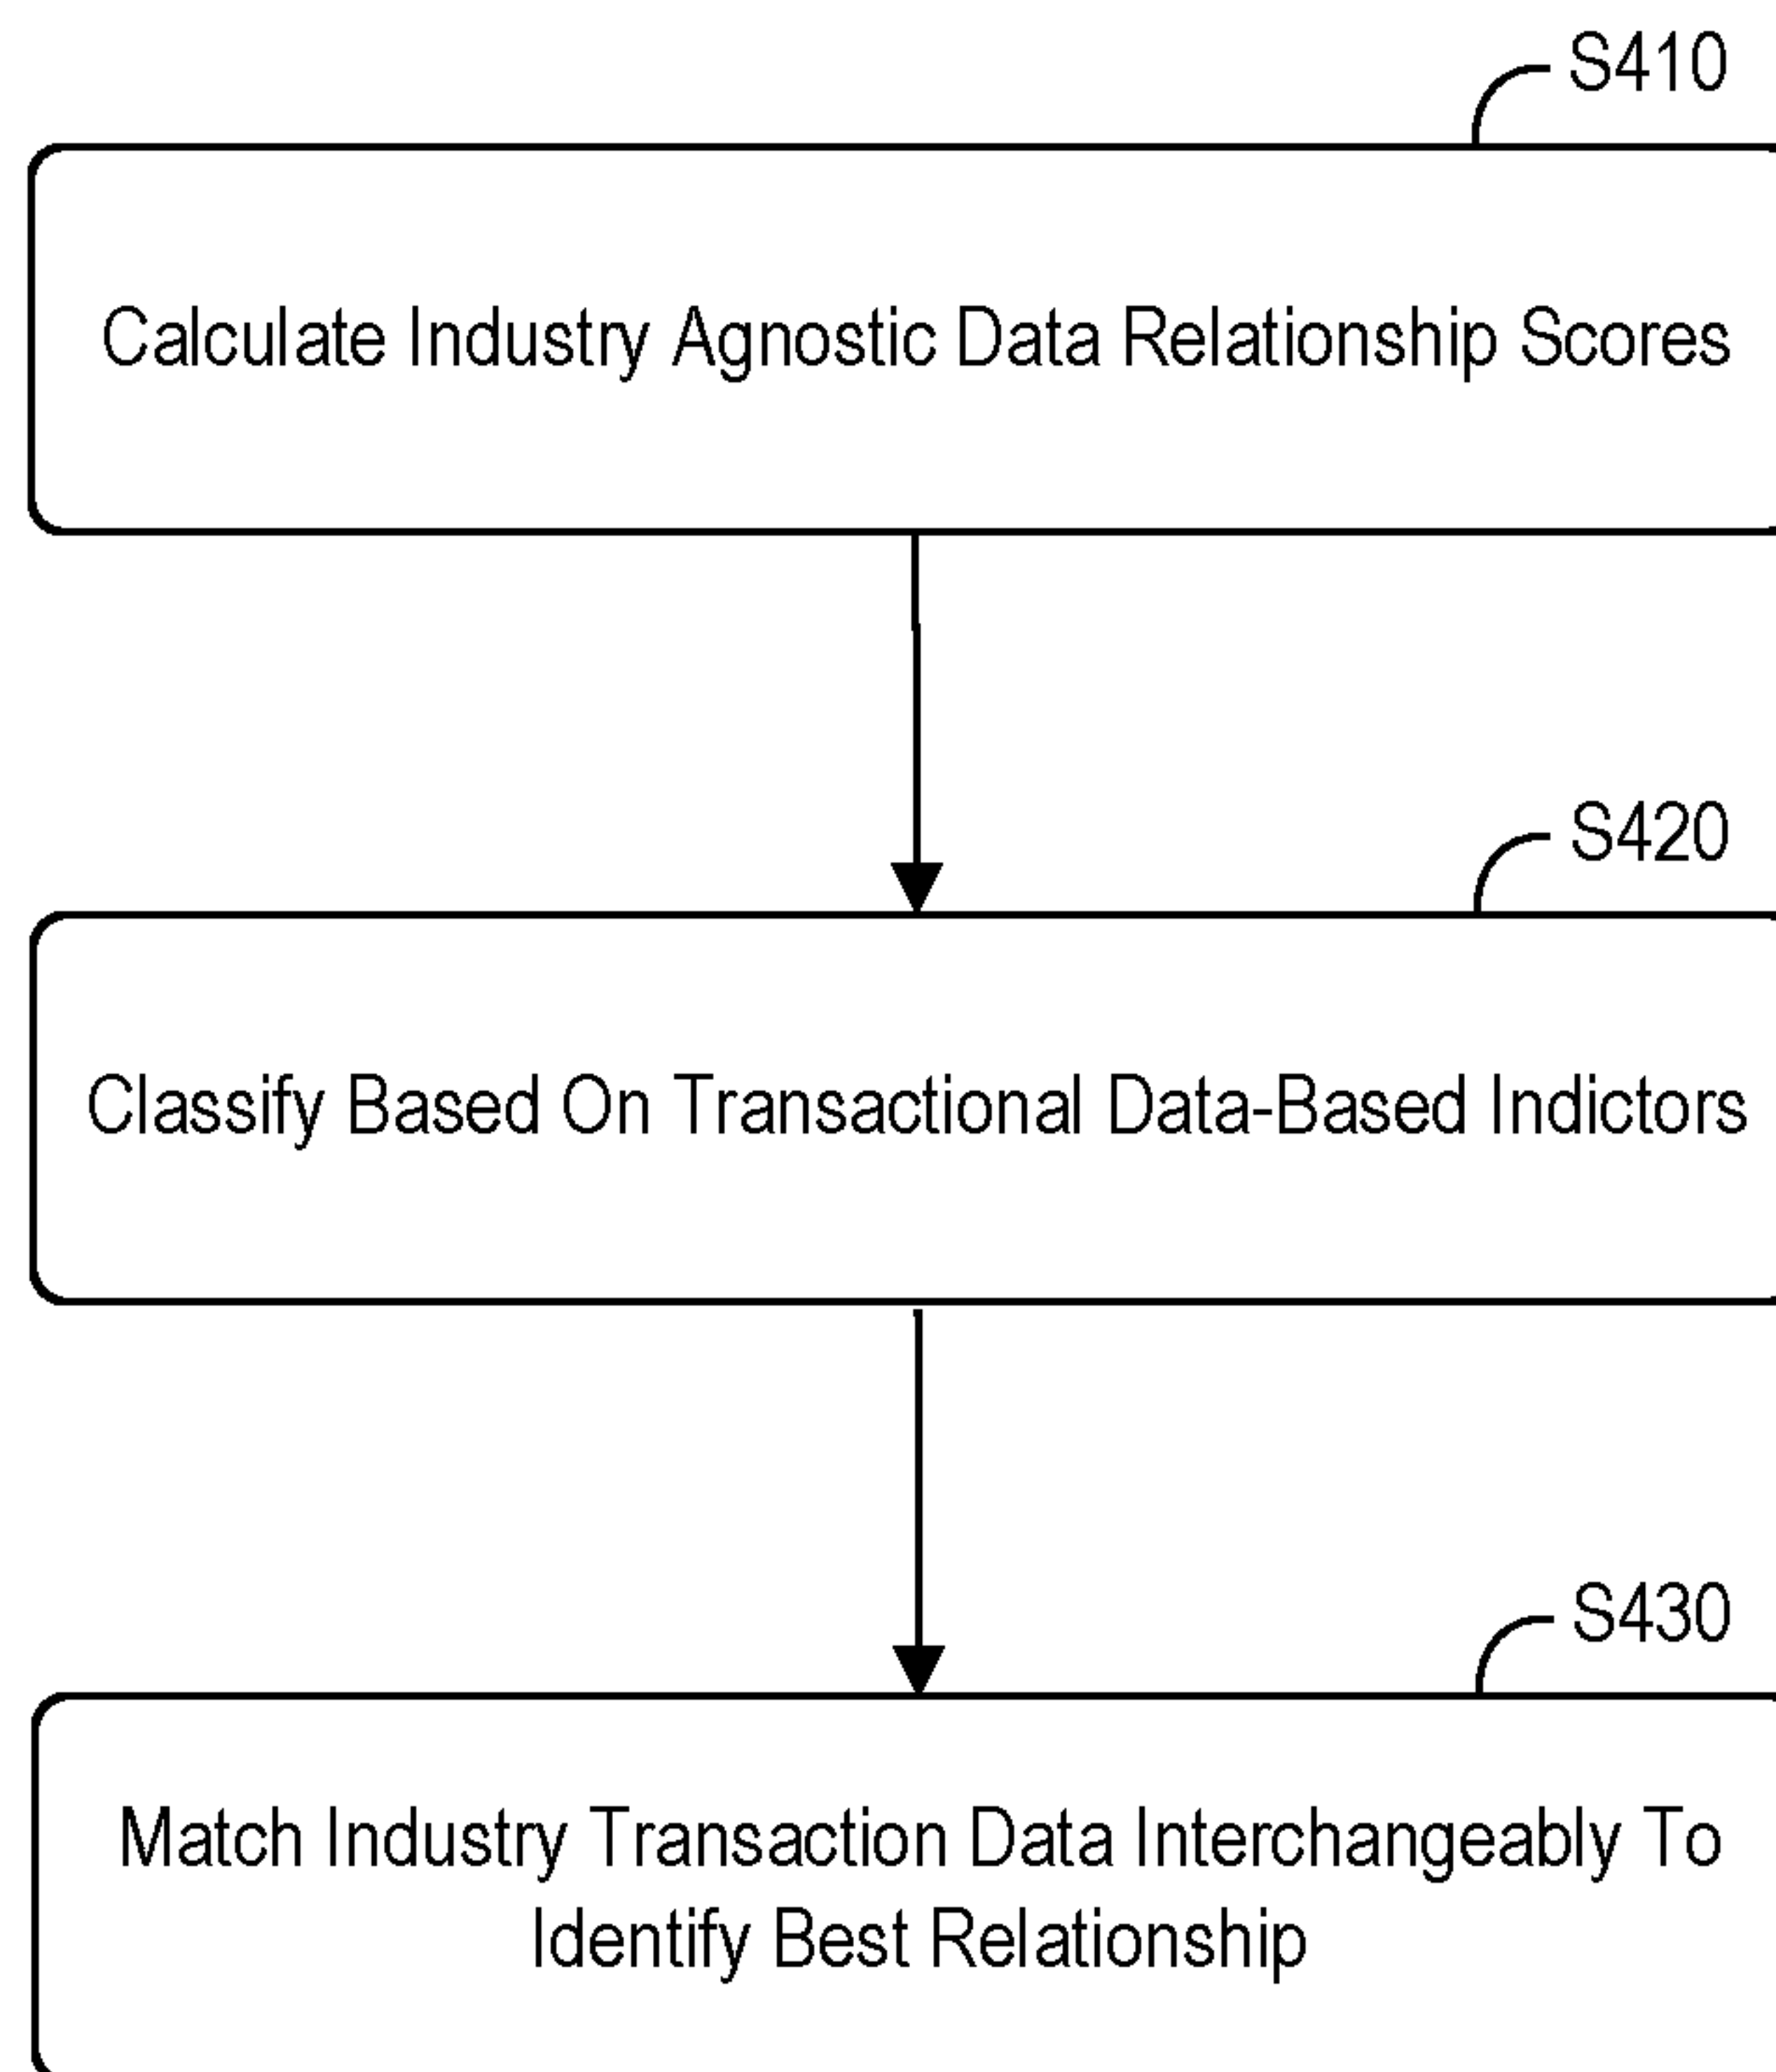 S410
Calculate Industry Agnostic Data Relationship Scores
S420
Classify Based On Transactional Data-Based Indictors
S430
Match Industry Transaction Data Interchangeably To
Identify Best Relationship